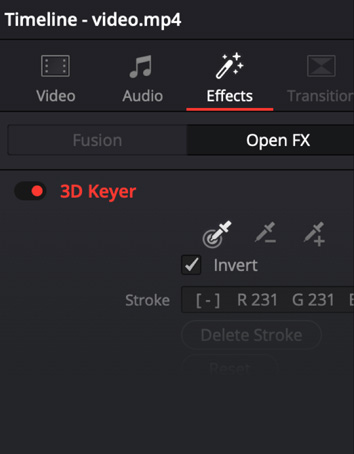 Timeline - video.mp4
Video Audio Effects Transition
Fusion Open FX
3D Keyer
Invert
Stroke [ - ] R 231 G 231
Delete Stroke
Reset